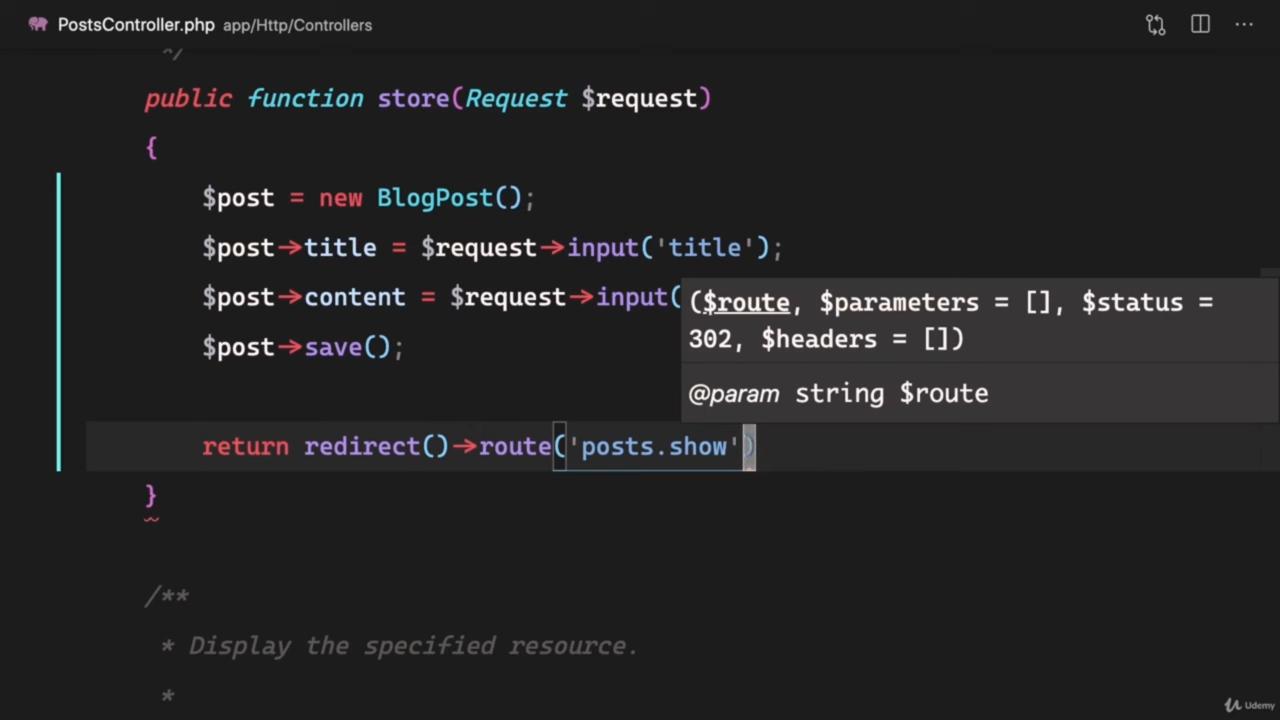 PostsController.php app/Http/Controllers
*/
public function store(Request $request)
{
$post = new BlogPost();
$post->title = $request->input('title');
$post->content = $request->input(
($route, $parameters = [], $status =
302, $headers = [])
$post->save();
@param string $route
return redirect()->route('posts.show')
}
/**
* Display the specified resource.
*
Udemy